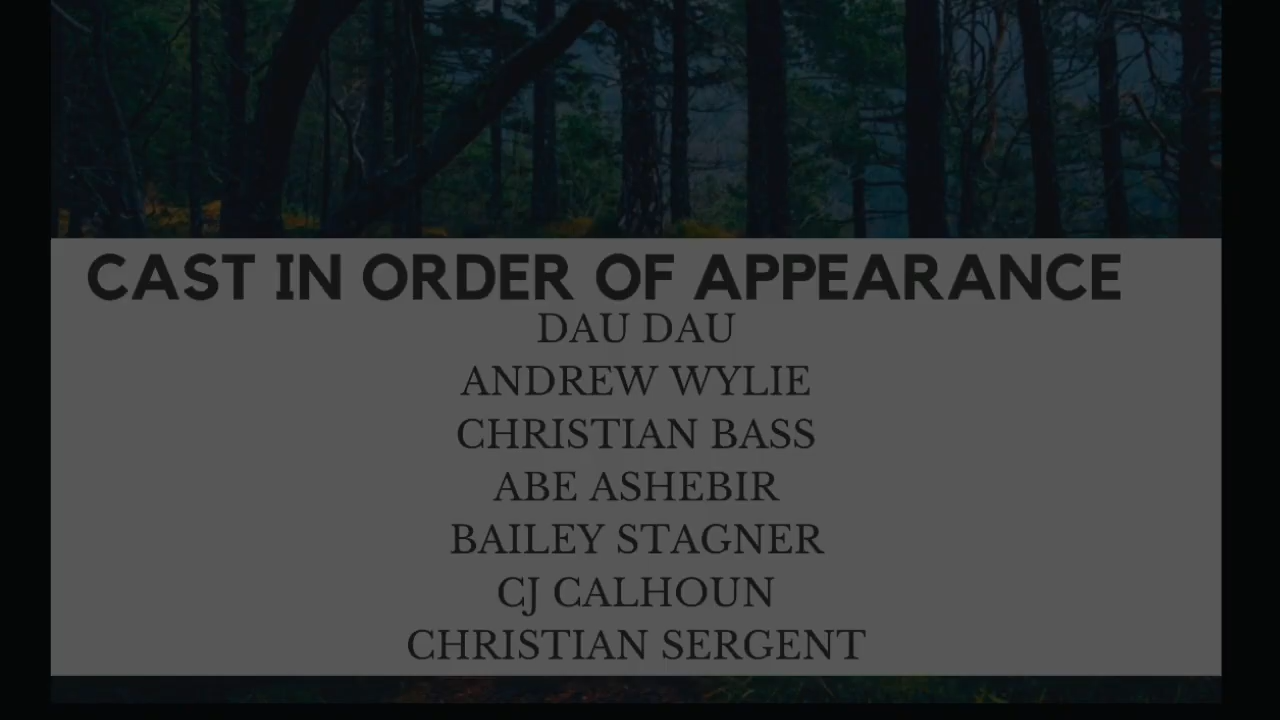 CAST IN ORDER OF APPEARANCE
DAU DAU
ANDREW WYLIE
CHRISTIAN BASS
ABE ASHEBIR
BAILEY STAGNER
CJ CALHOUN
CHRISTIAN SERGENT